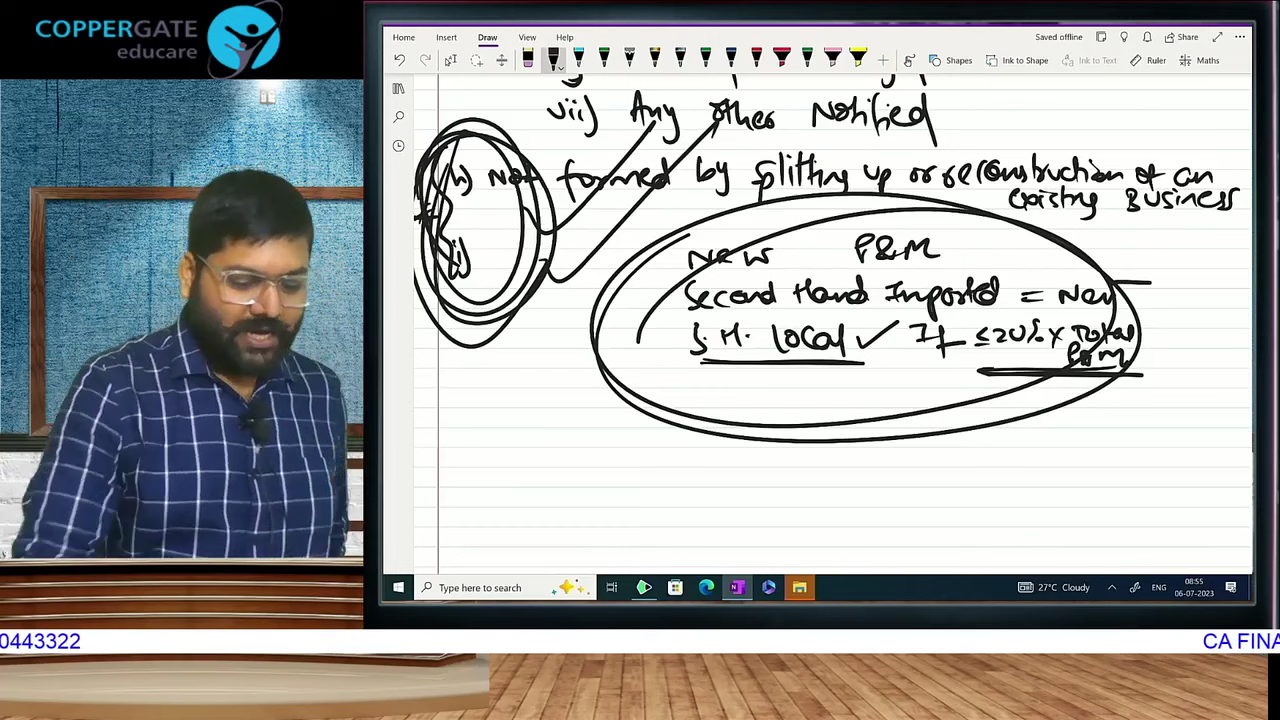 COPPERGATE
educare
Home Insert Draw View Help
Saved offline
Share
Shapes
Ink to Shape
Ink to Text
Ruler
Maths
vii) Any other Notified
h) Not formed by splitting up or reconstruction of an
existing Business
i)
New P&M
Second Hand Imported = New
S.H. local ✓ If ≤20% x Total
P&M
Type here to search
27°C Cloudy
ENG
08:55
06-07-2023
0443322
CA FINA